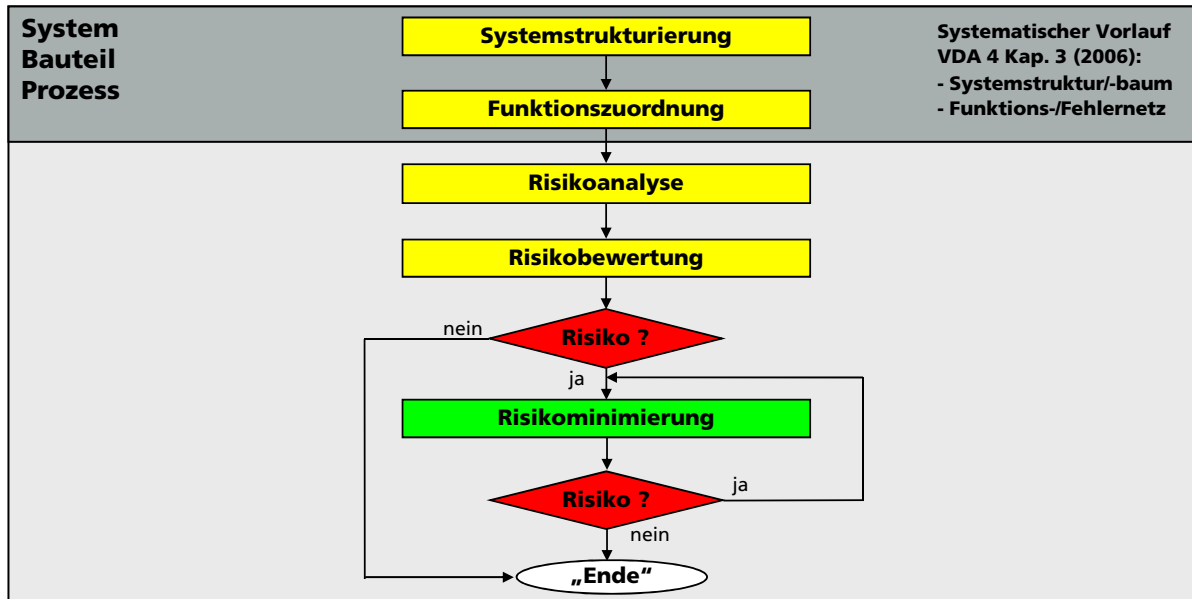 System
Bauteil
Prozess
Systemstrukturierung
Systematischer Vorlauf
VDA 4 Kap. 3 (2006):
- Systemstruktur/-baum
- Funktions-/Fehlernetz
Funktionszuordnung
Risikoanalyse
Risikobewertung
nein
Risiko ?
ja
Risikominimierung
Risiko ?
ja
nein
„Ende“